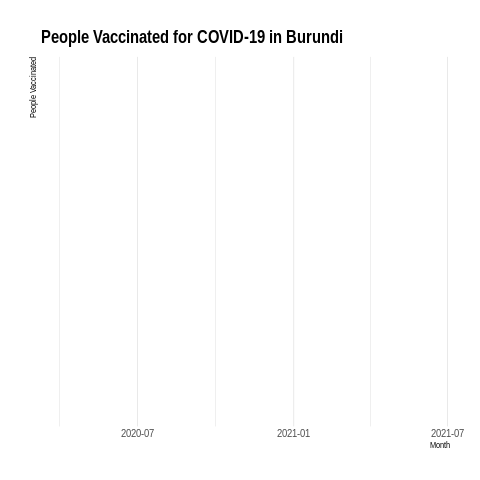 People Vaccinated for COVID-19 in Burundi
People Vaccinated
2020-07 2021-01 2021-07
Month